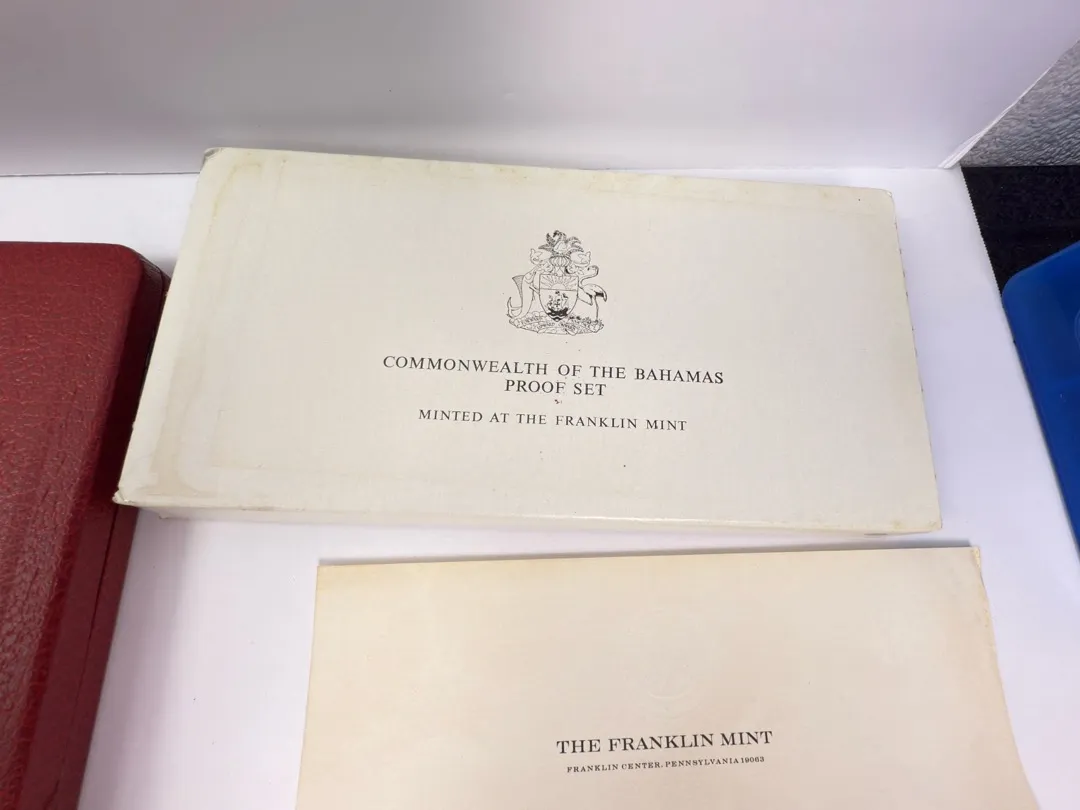 COMMONWEALTH OF THE BAHAMAS
PROOF SET
MINTED AT THE FRANKLIN MINT
THE FRANKLIN MINT
FRANKLIN CENTER, PENNSYLVANIA 19063